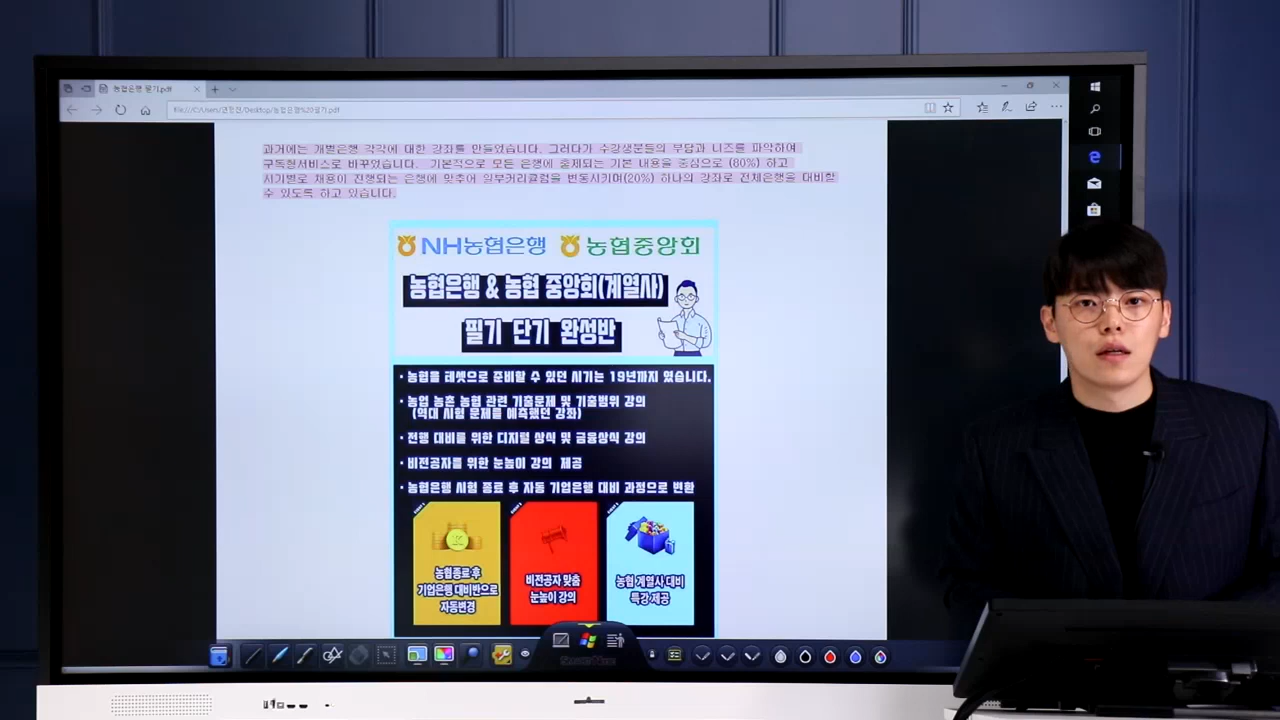 농협은행 필기.pdf
과거에는 개별은행 각각에 대한 강좌를 만들었습니다. 그러다가 수강생분들의 부담과 니즈를 파악하여
구독형서비스로 바꾸었습니다. 기본적으로 모든 은행에 출제되는 기본 내용을 중심으로 (80%) 하고
시기별로 채용이 진행되는 은행에 맞추어 일부커리큘럼을 변동시키며(20%) 하나의 강좌로 전체은행을 대비할
수 있도록 하고 있습니다.
NH농협은행 농협중앙회
농협은행 & 농협 중앙회(계열사)
필기 단기 완성반
· 농협을 테셋으로 준비할 수 있던 시기는 19년까지 였습니다.
· 농업 농촌 농협 관련 기출문제 및 기출범위 강의
(역대 시험 문제를 예측했던 강좌)
· 전행 대비를 위한 디지털 상식 및 금융상식 강의
· 비전공자를 위한 눈높이 강의 제공
· 농협은행 시험 종료 후 자동 기업은행 대비 과정으로 변환
농협종료 후
기업은행 대비반으로
자동변경
비전공자 맞춤
눈높이 강의
농협 계열사 대비
특강 제공